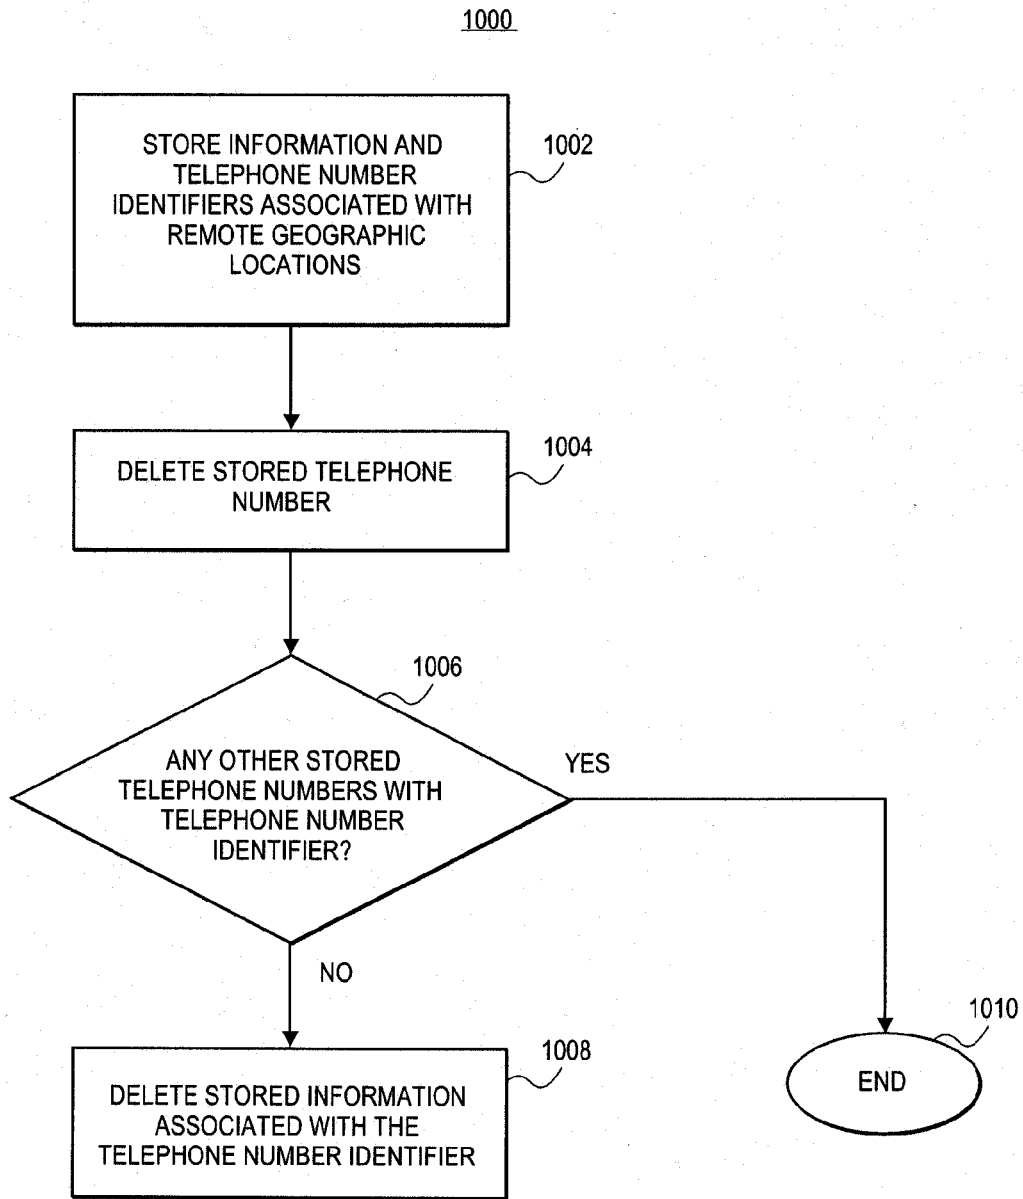 1000
STORE INFORMATION AND
TELEPHONE NUMBER
IDENTIFIERS ASSOCIATED WITH
REMOTE GEOGRAPHIC
LOCATIONS
1002
DELETE STORED TELEPHONE
NUMBER
1004
ANY OTHER STORED
TELEPHONE NUMBERS WITH
TELEPHONE NUMBER
IDENTIFIER?
1006
YES
NO
DELETE STORED INFORMATION
ASSOCIATED WITH THE
TELEPHONE NUMBER IDENTIFIER
1008
END
1010